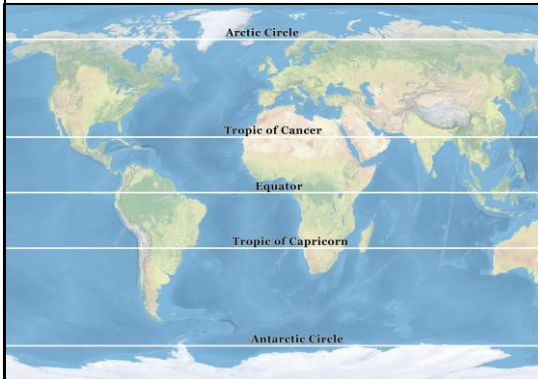 Arctic Circle
Tropic of Cancer
Equator
Tropic of Capricorn
Antarctic Circle